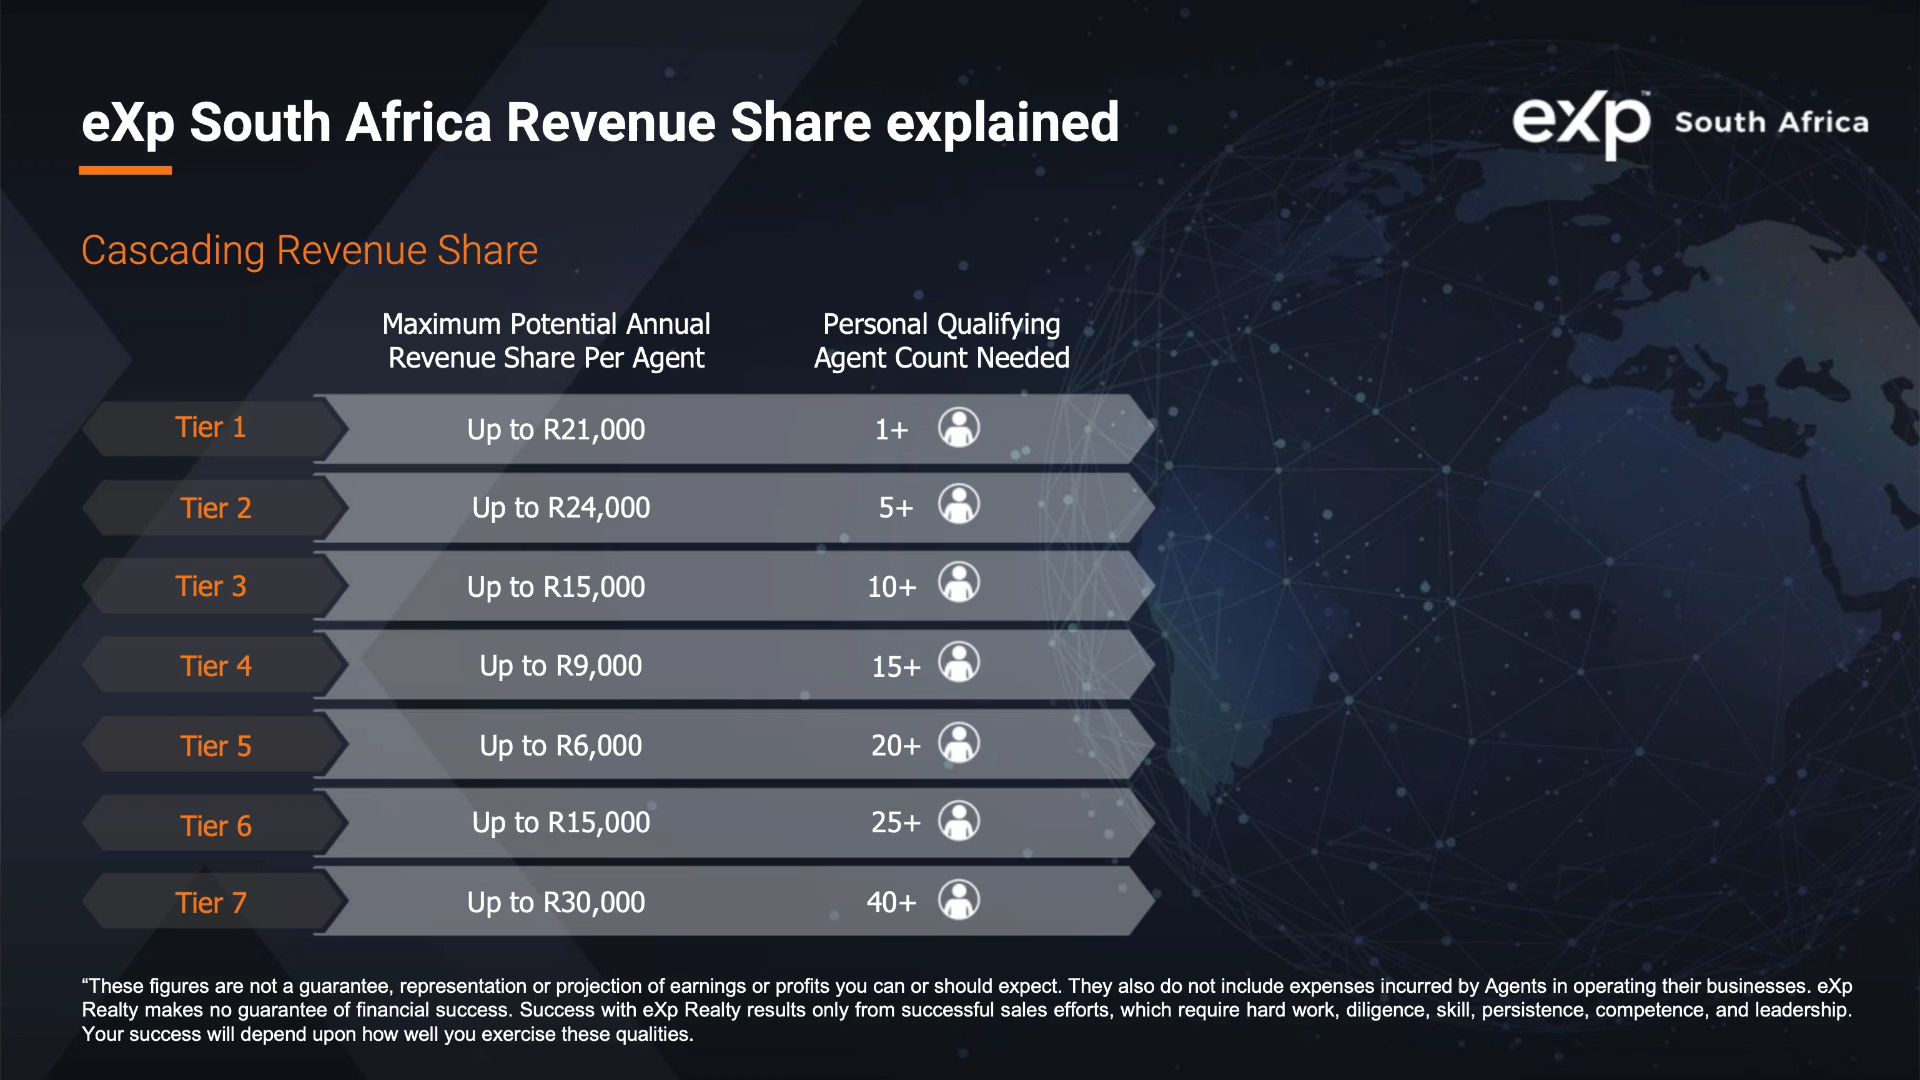 eXp South Africa Revenue Share explained
eXp™ South Africa
Cascading Revenue Share
Maximum Potential Annual
Revenue Share Per Agent
Personal Qualifying
Agent Count Needed
Tier 1 Up to R21,000 1+
Tier 2 Up to R24,000 5+
Tier 3 Up to R15,000 10+
Tier 4 Up to R9,000 15+
Tier 5 Up to R6,000 20+
Tier 6 Up to R15,000 25+
Tier 7 Up to R30,000 40+
“These figures are not a guarantee, representation or projection of earnings or profits you can or should expect. They also do not include expenses incurred by Agents in operating their businesses. eXp
Realty makes no guarantee of financial success. Success with eXp Realty results only from successful sales efforts, which require hard work, diligence, skill, persistence, competence, and leadership.
Your success will depend upon how well you exercise these qualities.